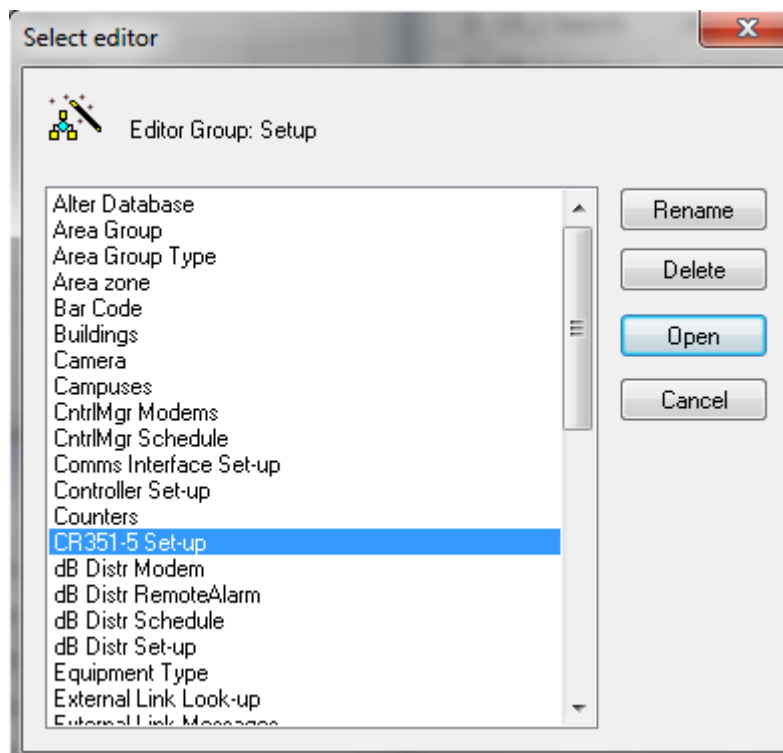 Select editor
Editor Group: Setup
Alter Database
Area Group
Area Group Type
Area zone
Bar Code
Buildings
Camera
Campuses
CntrlMgr Modems
CntrlMgr Schedule
Comms Interface Set-up
Controller Set-up
Counters
CR351-5 Set-up
dB Distr Modem
dB Distr RemoteAlarm
dB Distr Schedule
dB Distr Set-up
Equipment Type
External Link Look-up
External Link Messages
Rename
Delete
Open
Cancel